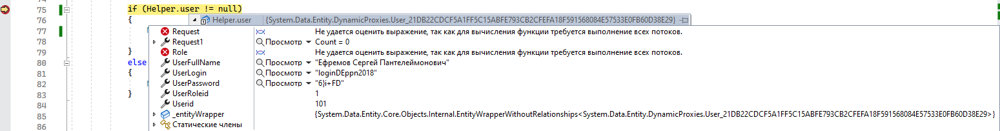 74
75 if (Helper.user != null)
76 { Helper.user {System.Data.Entity.DynamicProxies.User_21DB22CDCF5A1FF5C15ABFE793CB2CFEFA18F591568084E57533E0FB60D38E29}
77 Request Не удается оценить выражение, так как для вычисления функции требуется выполнение всех потоков.
78 Request1 Просмотр Count = 0
79 } Role Не удается оценить выражение, так как для вычисления функции требуется выполнение всех потоков.
80 else UserFullName Просмотр "Ефремов Сергей Пантелеймонович"
81 { UserLogin Просмотр "loginDEppn2018"
82 UserPassword Просмотр "6}i+FD"
83 } UserRoleid 1
84 Userid 101
85 _entityWrapper {System.Data.Entity.Core.Objects.Internal.EntityWrapperWithoutRelationships<System.Data.Entity.DynamicProxies.User_21DB22CDCF5A1FF5C15ABFE793CB2CFEFA18F591568084E57533E0FB60D38E29>}
86 Статические члены